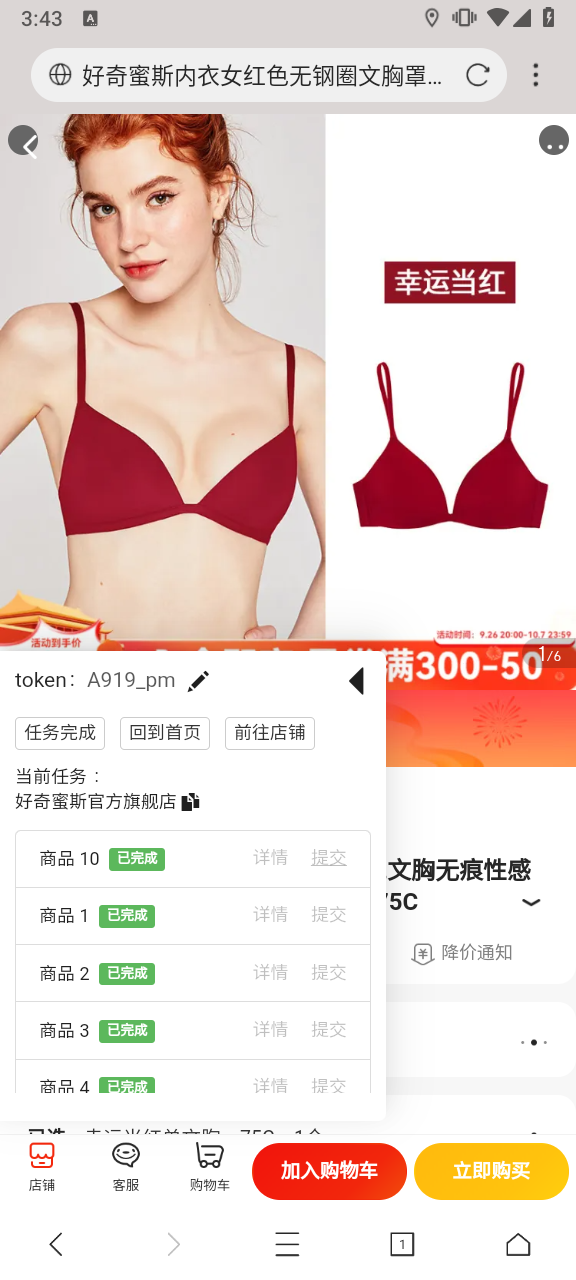 3:43
A
好奇蜜斯内衣女红色无钢圈文胸罩...
幸运当红
活动到手价
活动时间：9.26 20:00-10.7 23:59
满300-50
1/6
token： A919_pm
任务完成 回到首页 前往店铺
当前任务：
好奇蜜斯官方旗舰店
商品 10 已完成 详情 提交
商品 1 已完成 详情 提交
商品 2 已完成 详情 提交
商品 3 已完成 详情 提交
商品 4 已完成 详情 提交
文胸无痕性感
75C
降价通知
店铺 客服 购物车 加入购物车 立即购买
1